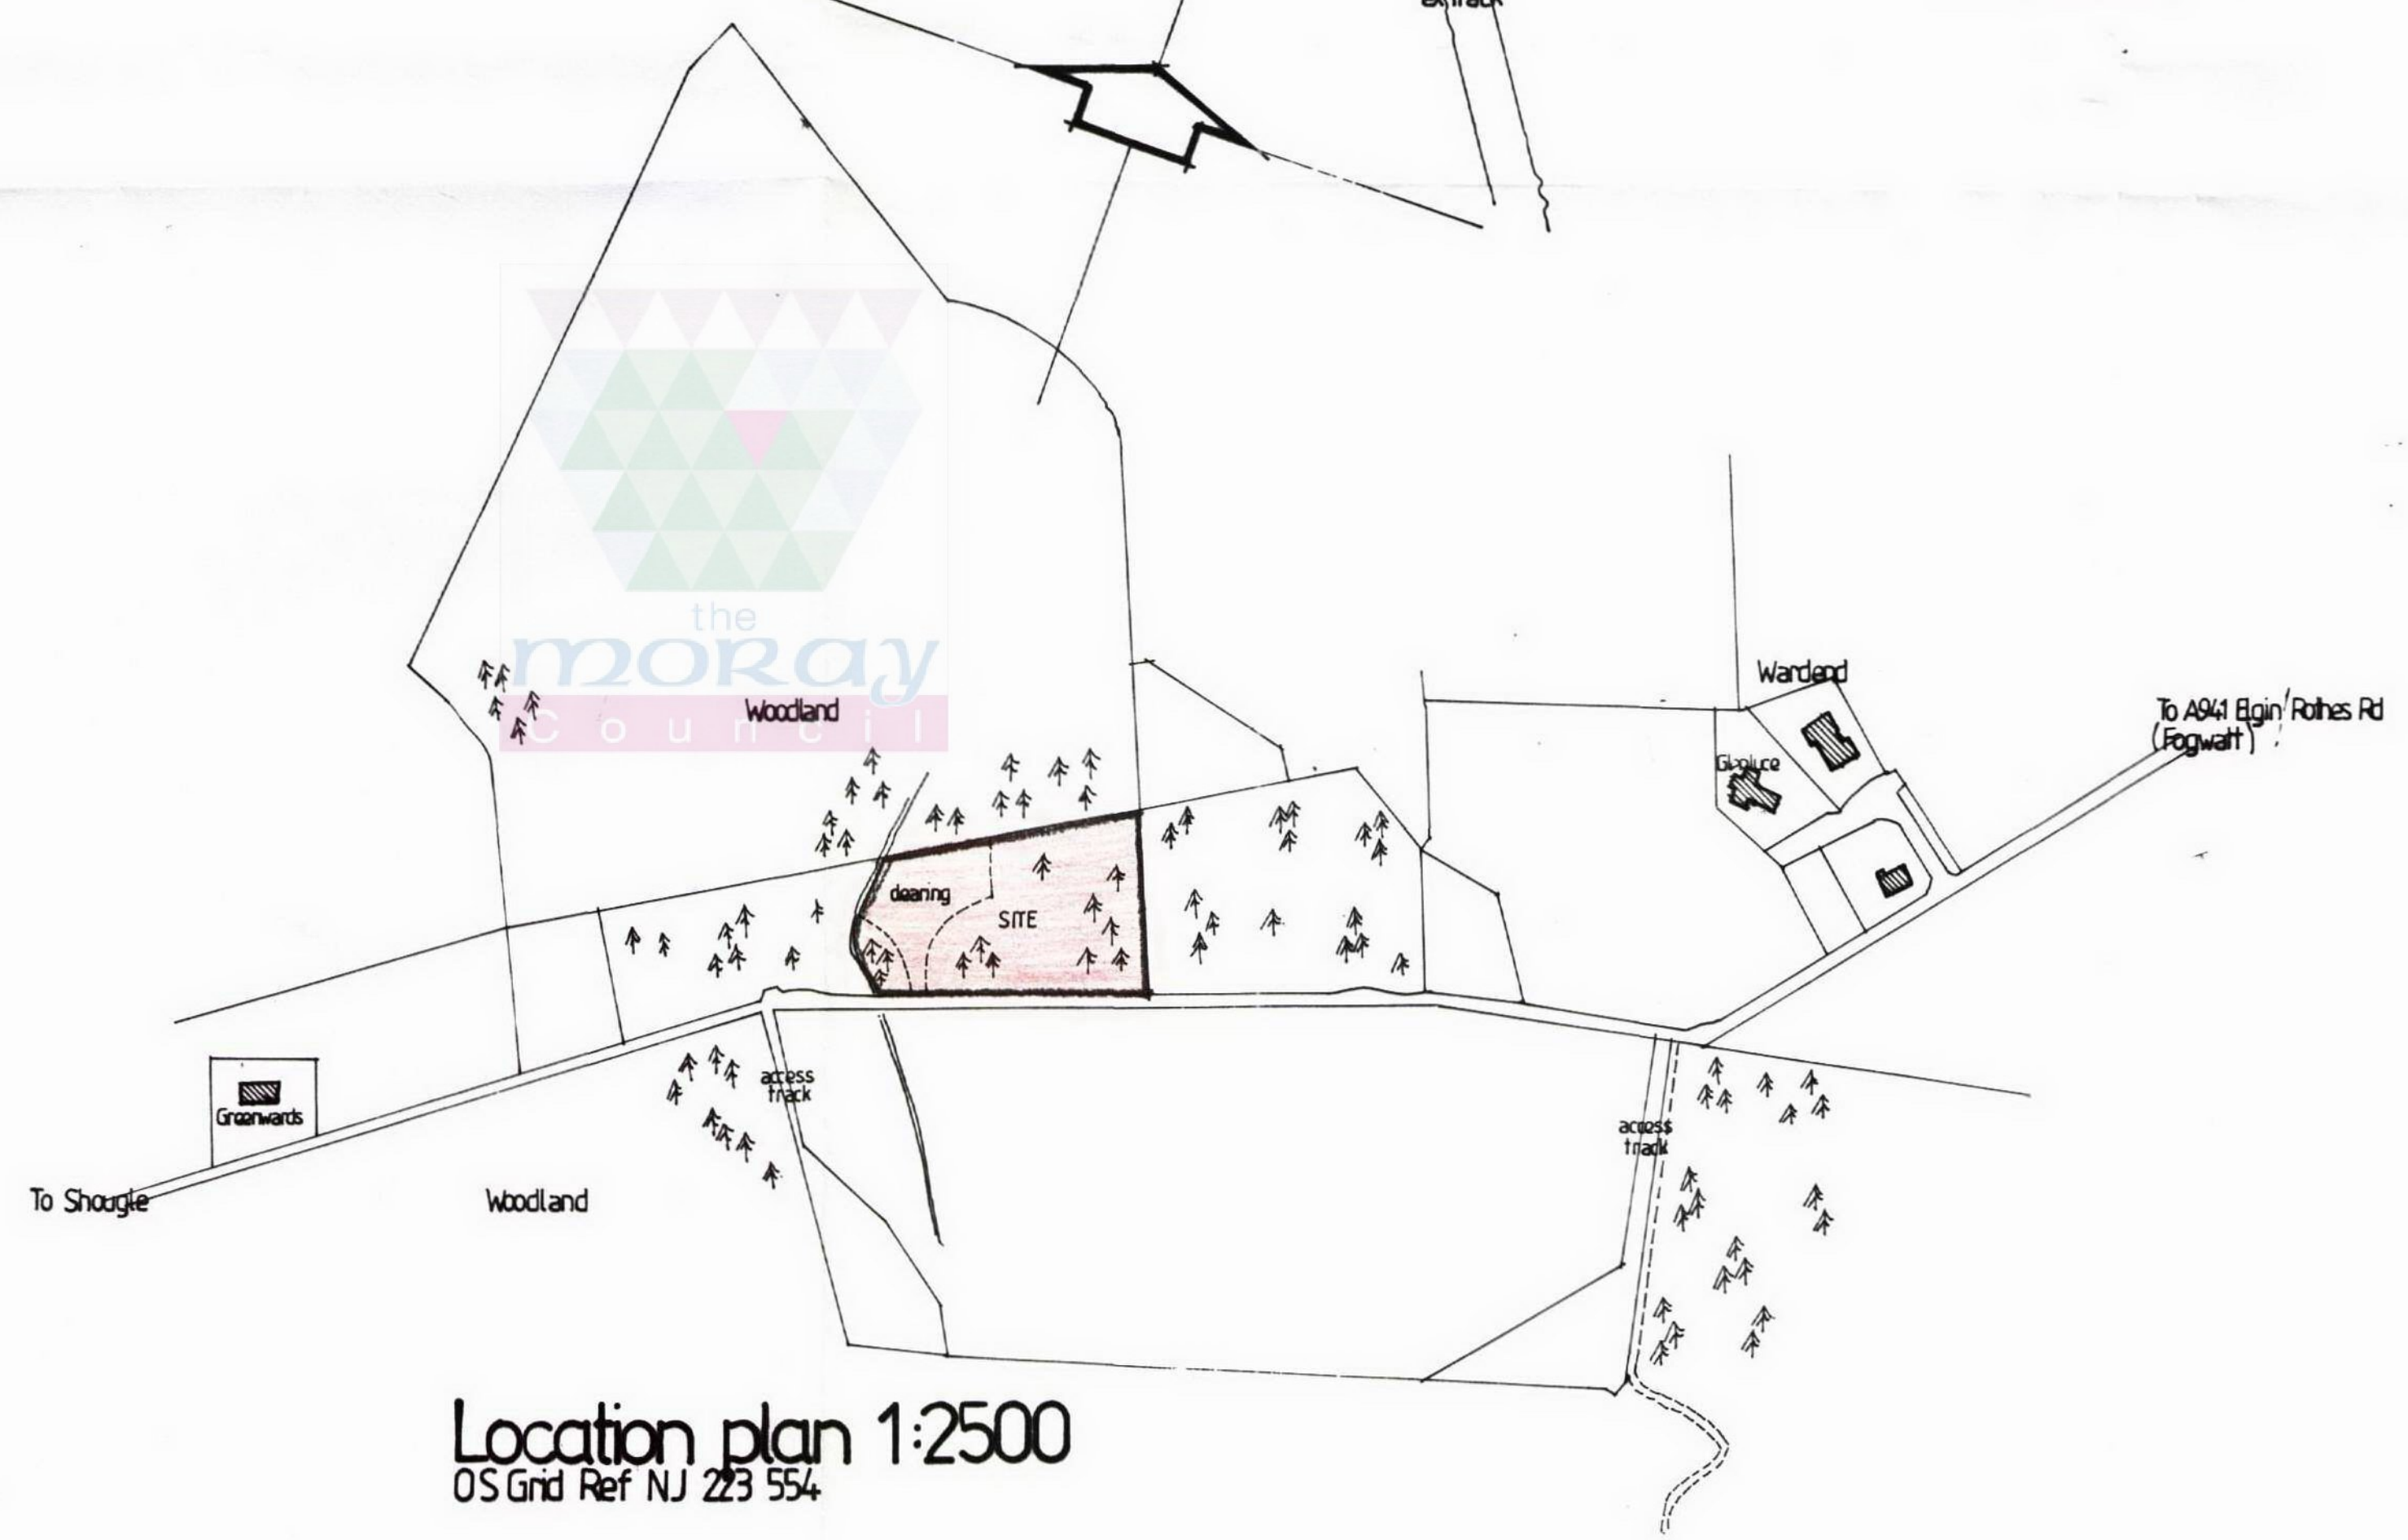 the
moray
Council
Woodland
Wardend
Glenluce
To A941 Elgin/Rothes Rd
(Fogwatt)
clearing
SITE
access
track
access
track
Greenwards
To Shougle
Woodland
Location plan 1:2500
OS Grid Ref NJ 223 554